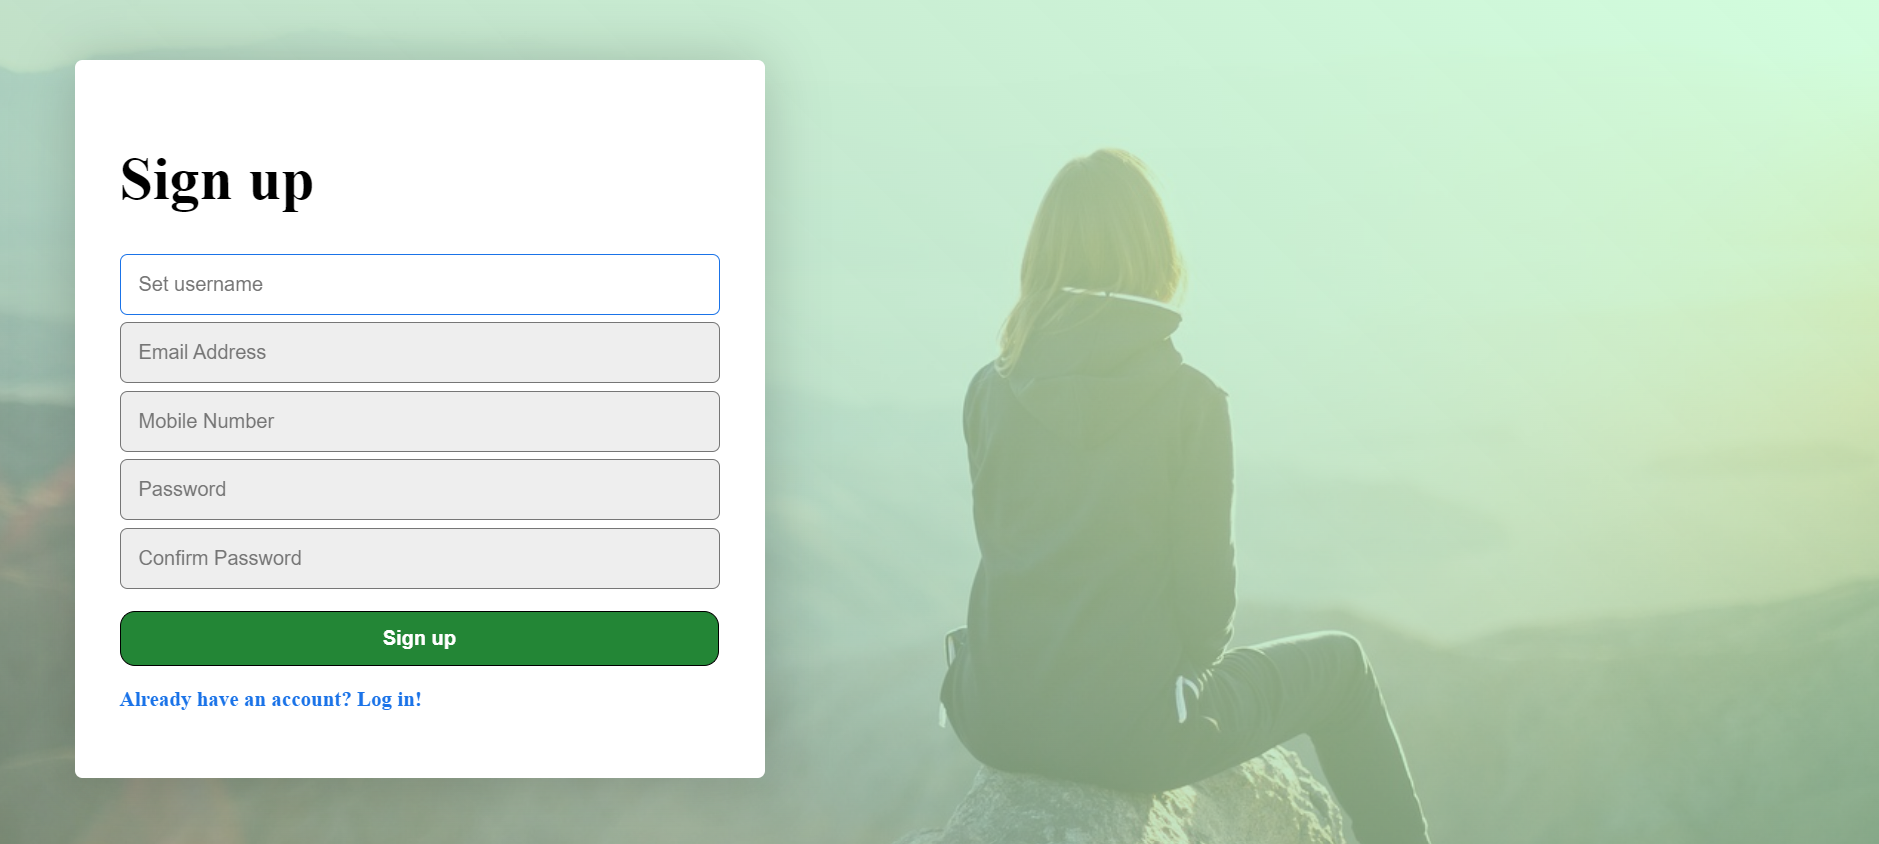 Sign up
Set username
Email Address
Mobile Number
Password
Confirm Password
Sign up
Already have an account? Log in!